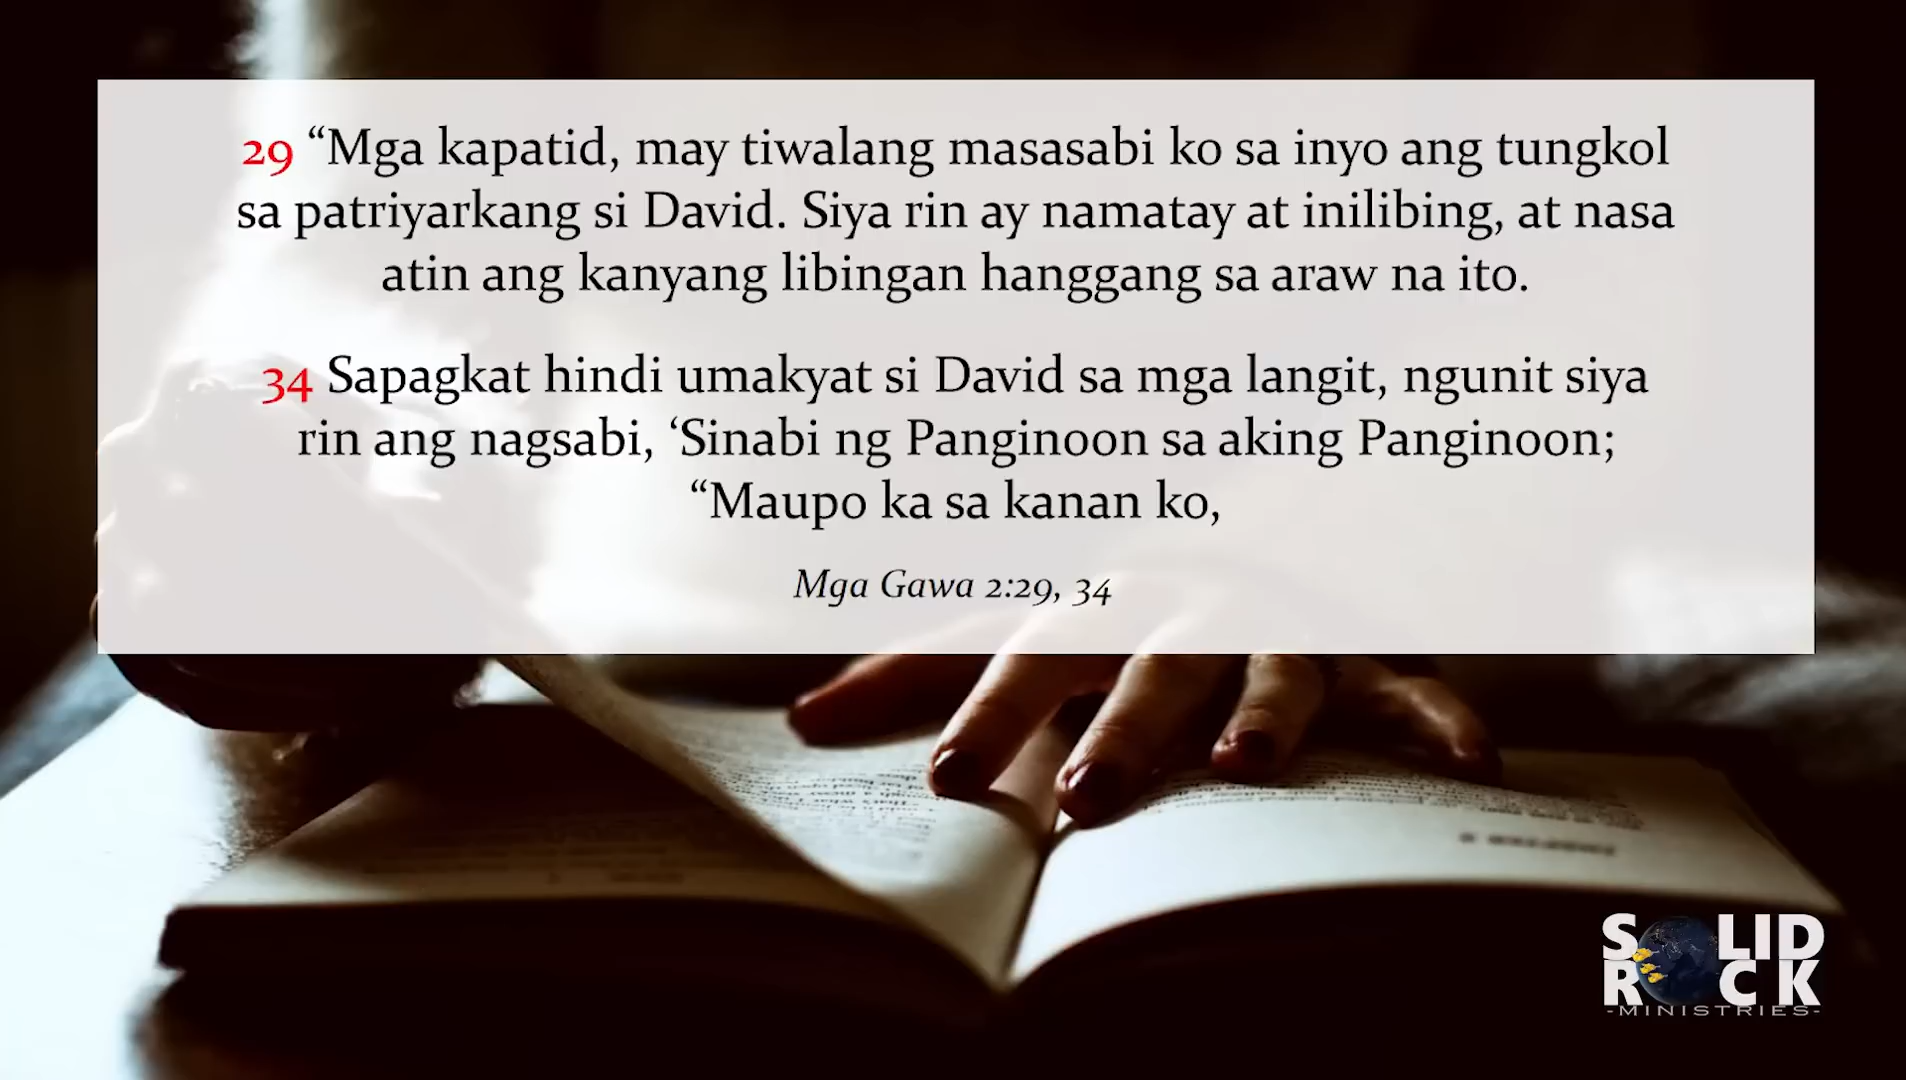 29 “Mga kapatid, may tiwalang masasabi ko sa inyo ang tungkol
sa patriyarkang si David. Siya rin ay namatay at inilibing, at nasa
atin ang kanyang libingan hanggang sa araw na ito.
34 Sapagkat hindi umakyat si David sa mga langit, ngunit siya
rin ang nagsabi, ‘Sinabi ng Panginoon sa aking Panginoon;
“Maupo ka sa kanan ko,
Mga Gawa 2:29, 34
SOLID
ROCK
-MINISTRIES-